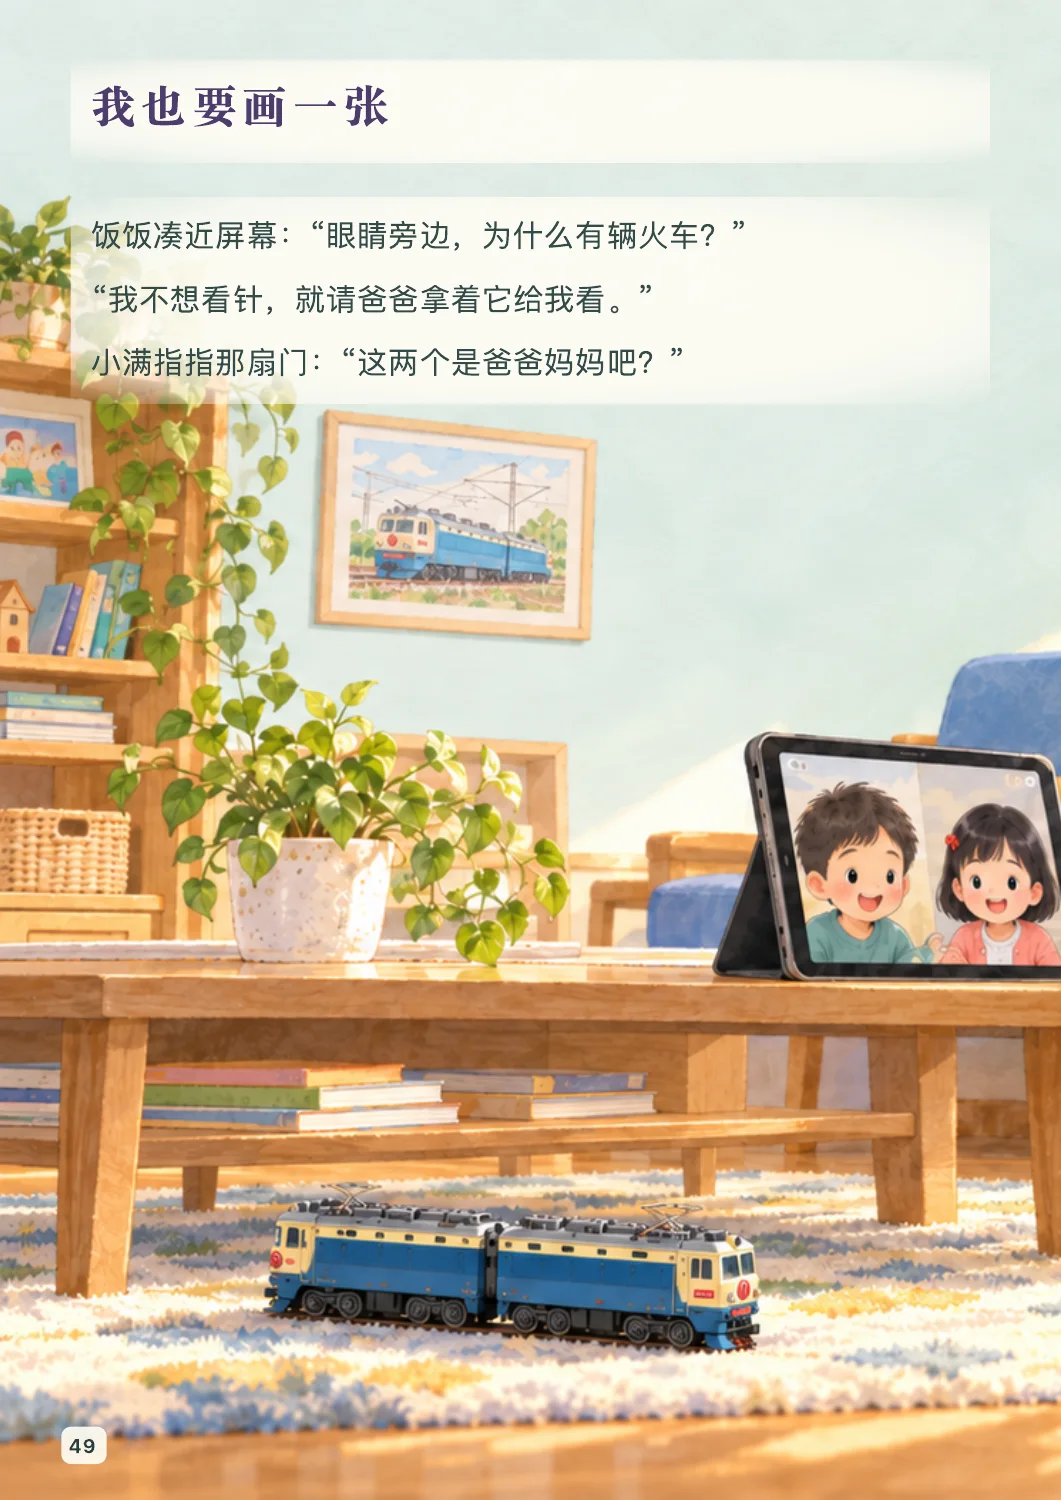 我也要画一张
饭饭凑近屏幕：“眼睛旁边，为什么有辆火车？”
“我不想看针，就请爸爸拿着它给我看。”
小满指指那扇门：“这两个是爸爸妈妈吧？”
49